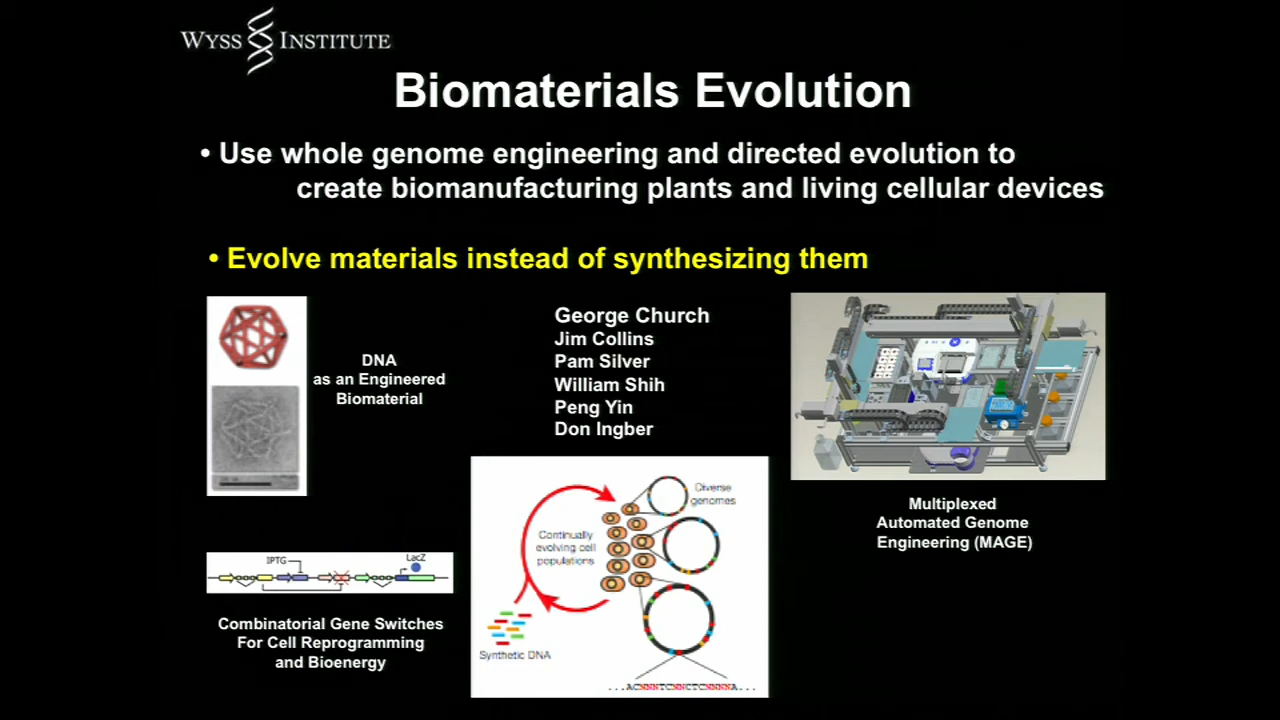 WYSS INSTITUTE
Biomaterials Evolution
• Use whole genome engineering and directed evolution to
create biomanufacturing plants and living cellular devices
• Evolve materials instead of synthesizing them
DNA
as an Engineered
Biomaterial
George Church
Jim Collins
Pam Silver
William Shih
Peng Yin
Don Ingber
Multiplexed
Automated Genome
Engineering (MAGE)
IPTG
LacZ
Combinatorial Gene Switches
For Cell Reprogramming
and Bioenergy
Diverse
genomes
Continually
evolving cell
populations
Synthetic DNA
...ACNNNTCNNCTCNNNNA...